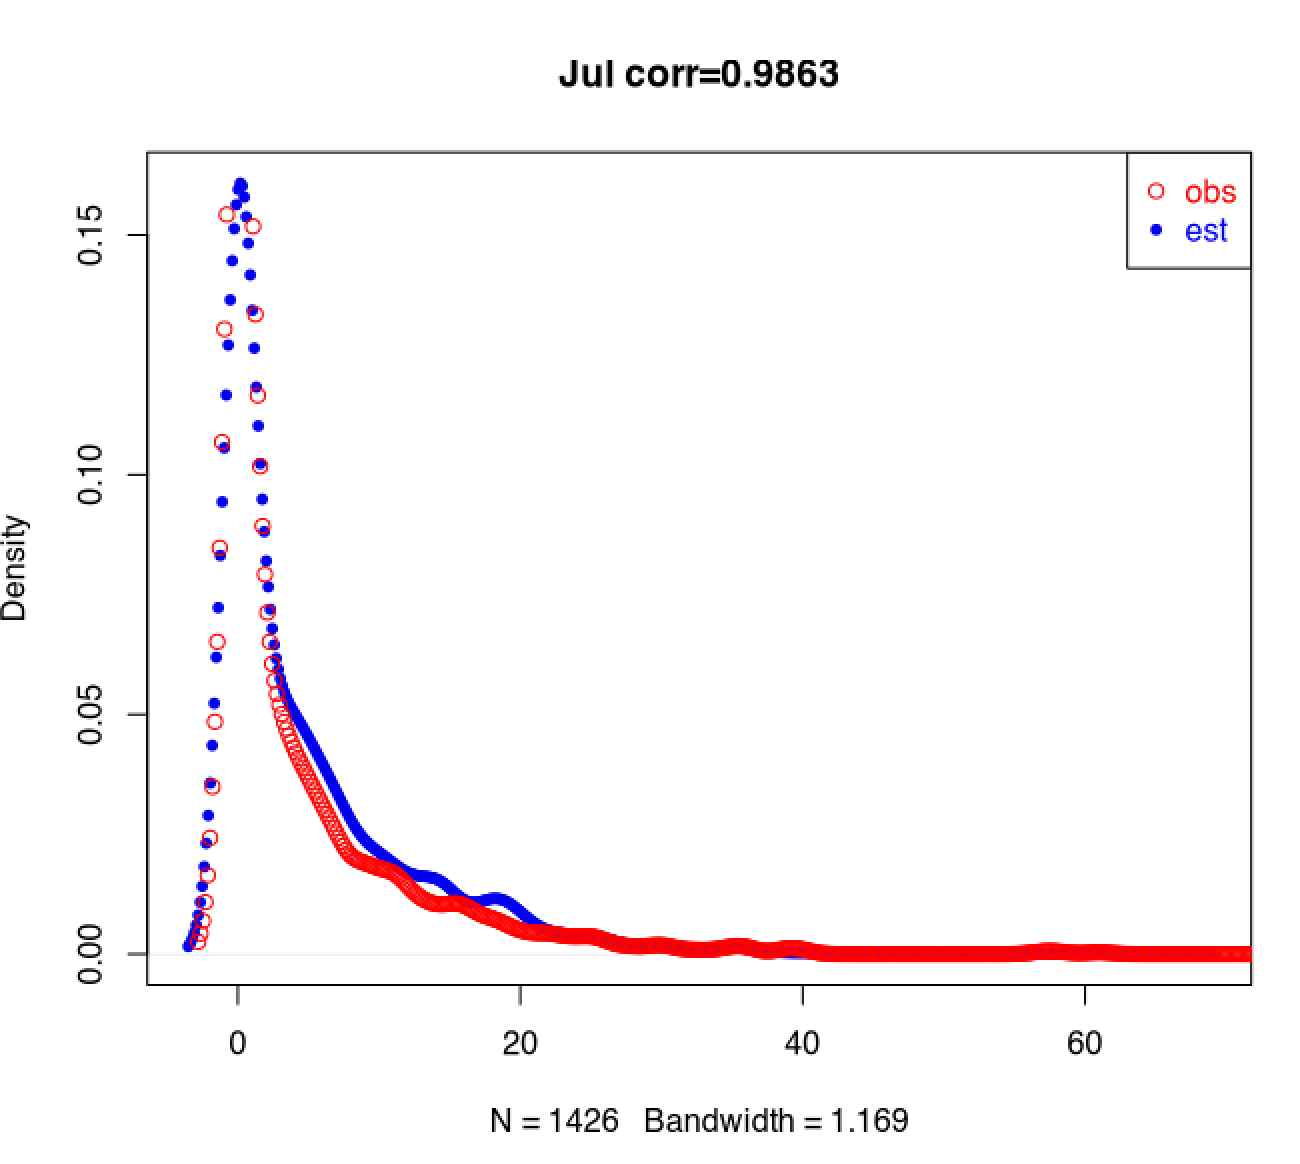 Jul corr=0.9863
obs
est
Density
0.15
0.10
0.05
0.00
0
20
40
60
N = 1426 Bandwidth = 1.169